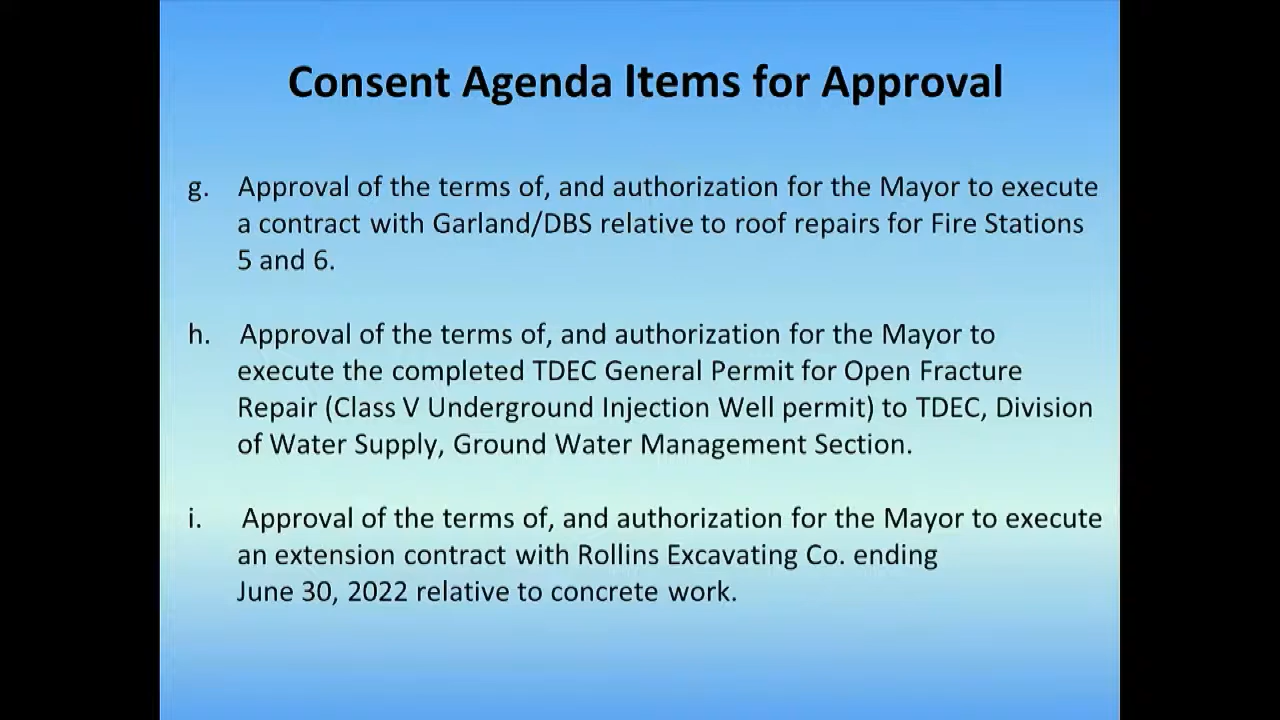 Consent Agenda Items for Approval
g. Approval of the terms of, and authorization for the Mayor to execute
a contract with Garland/DBS relative to roof repairs for Fire Stations
5 and 6.
h. Approval of the terms of, and authorization for the Mayor to
execute the completed TDEC General Permit for Open Fracture
Repair (Class V Underground Injection Well permit) to TDEC, Division
of Water Supply, Ground Water Management Section.
i. Approval of the terms of, and authorization for the Mayor to execute
an extension contract with Rollins Excavating Co. ending
June 30, 2022 relative to concrete work.